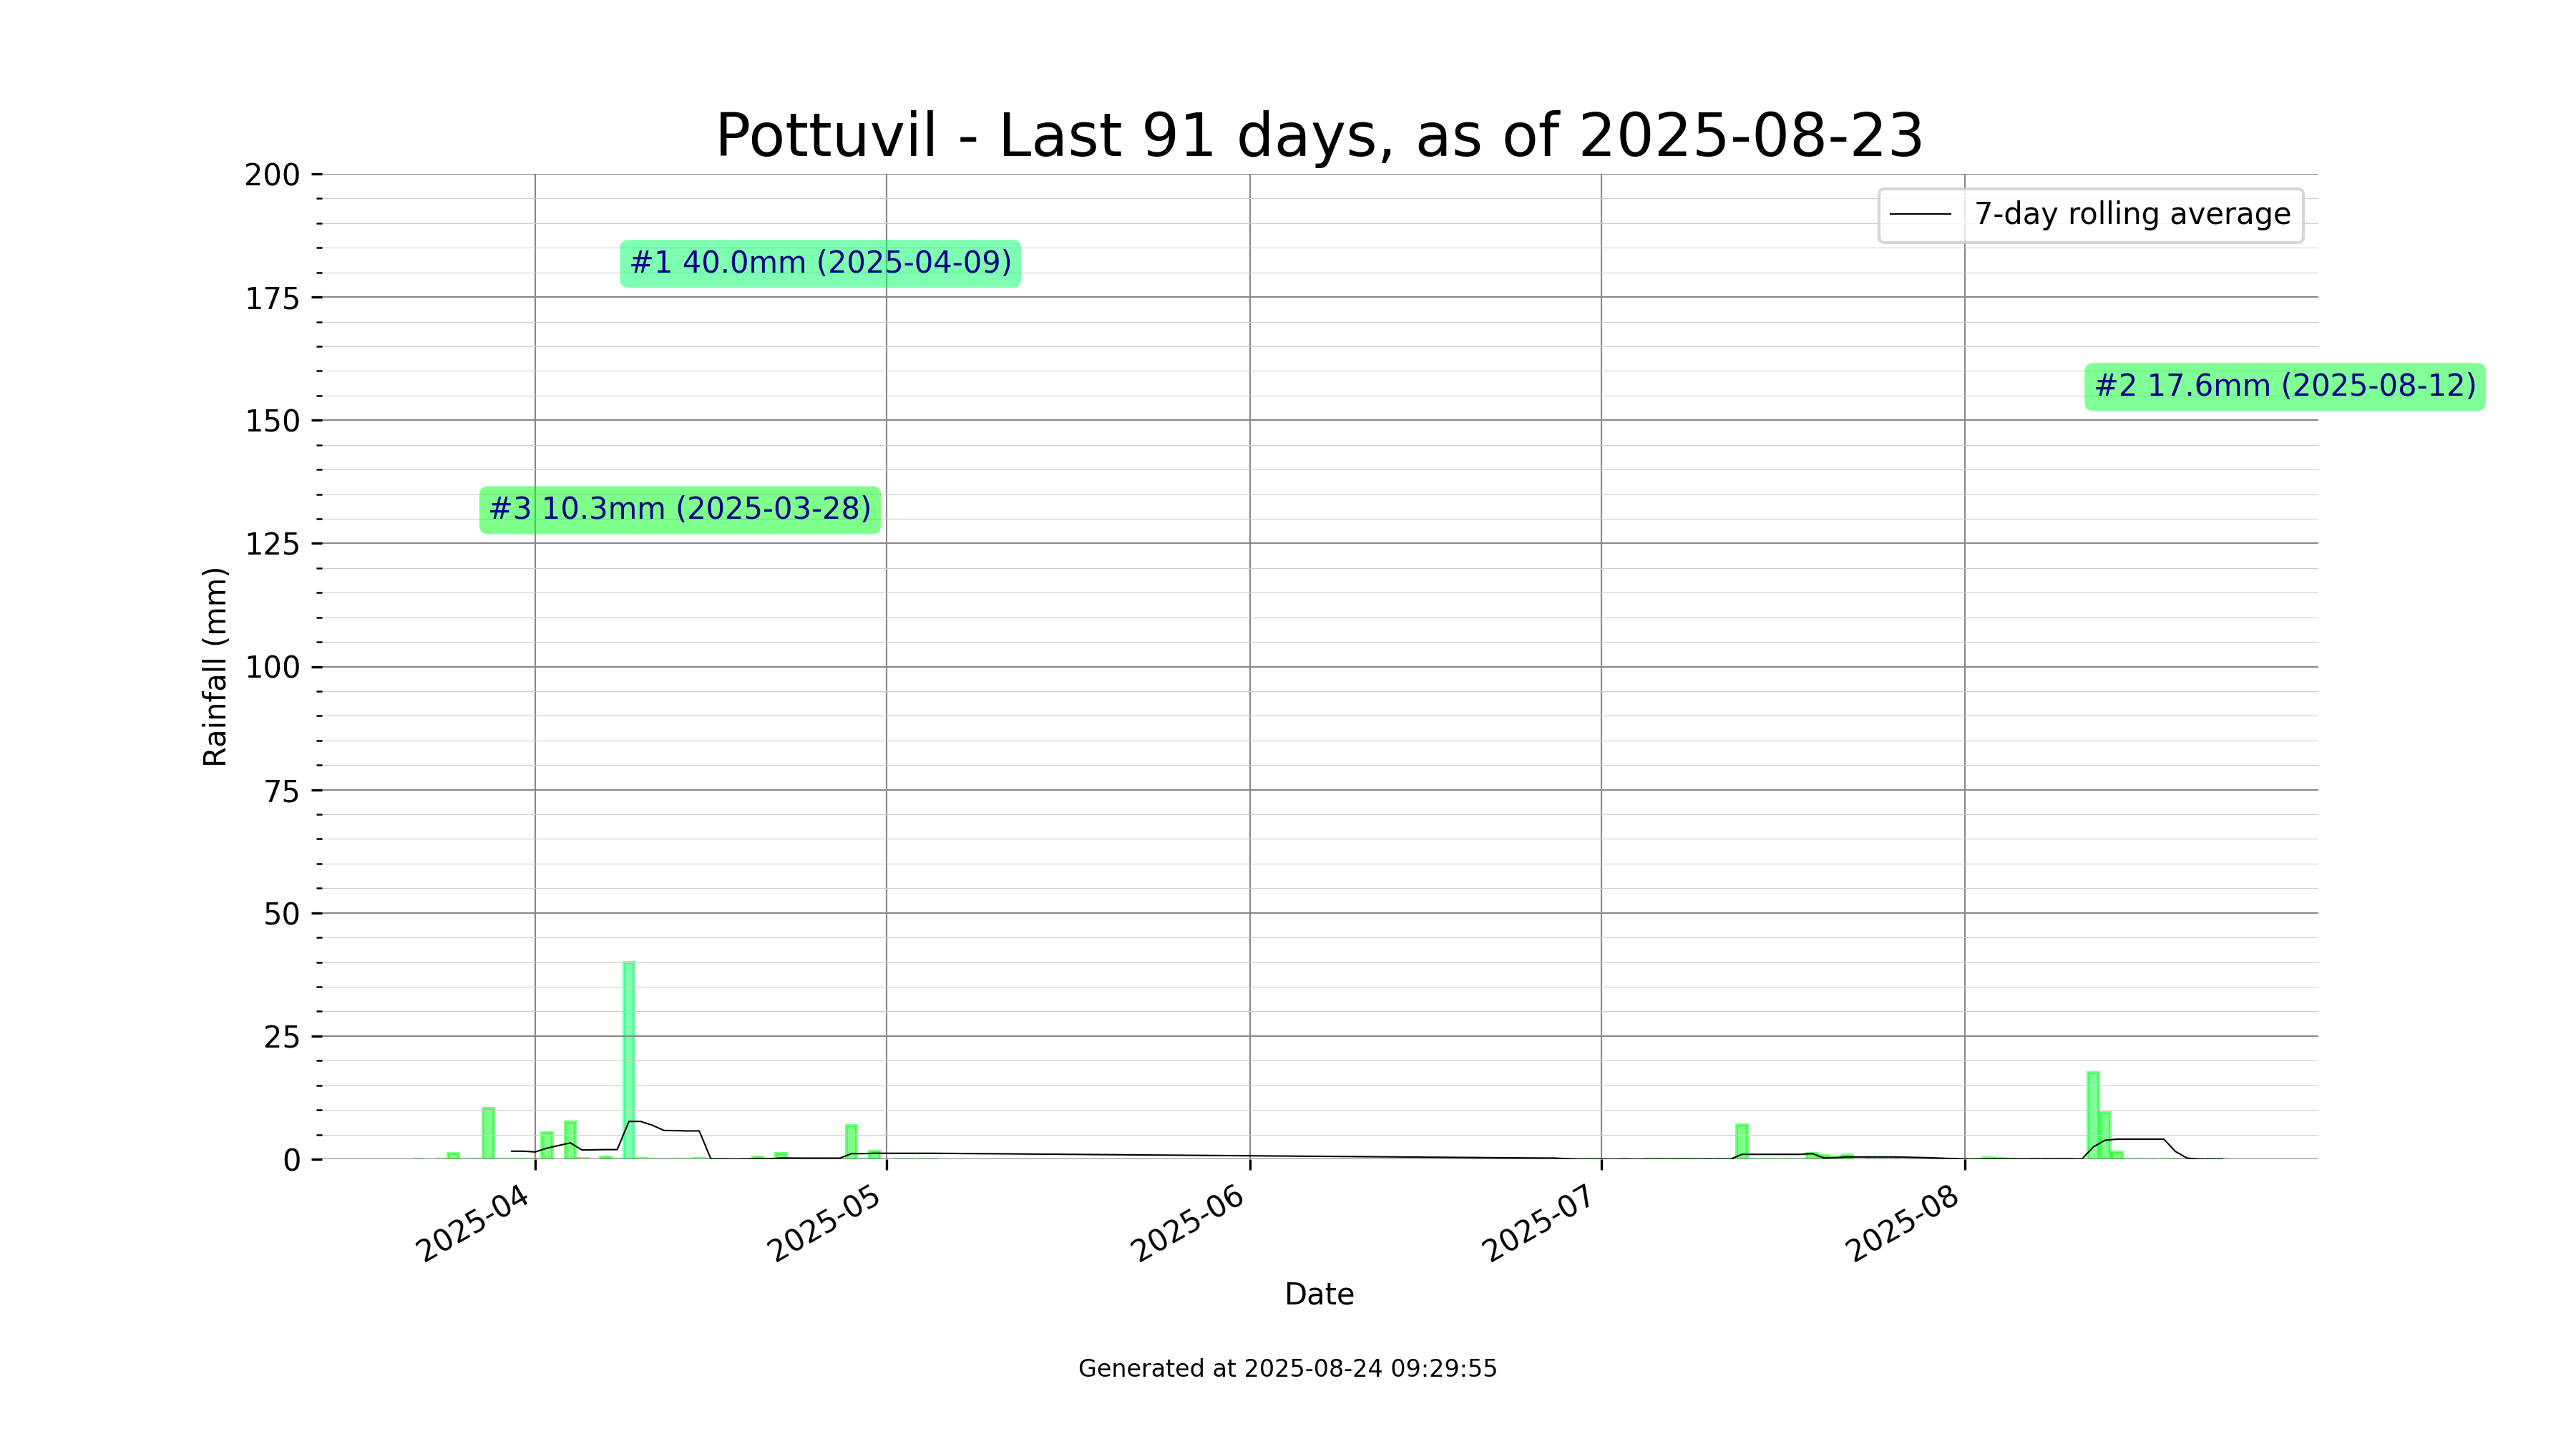 Pottuvil - Last 91 days, as of 2025-08-23
7-day rolling average
#1 40.0mm (2025-04-09)
#2 17.6mm (2025-08-12)
#3 10.3mm (2025-03-28)
Rainfall (mm)
200
175
150
125
100
75
50
25
0
2025-04
2025-05
2025-06
2025-07
2025-08
Date
Generated at 2025-08-24 09:29:55